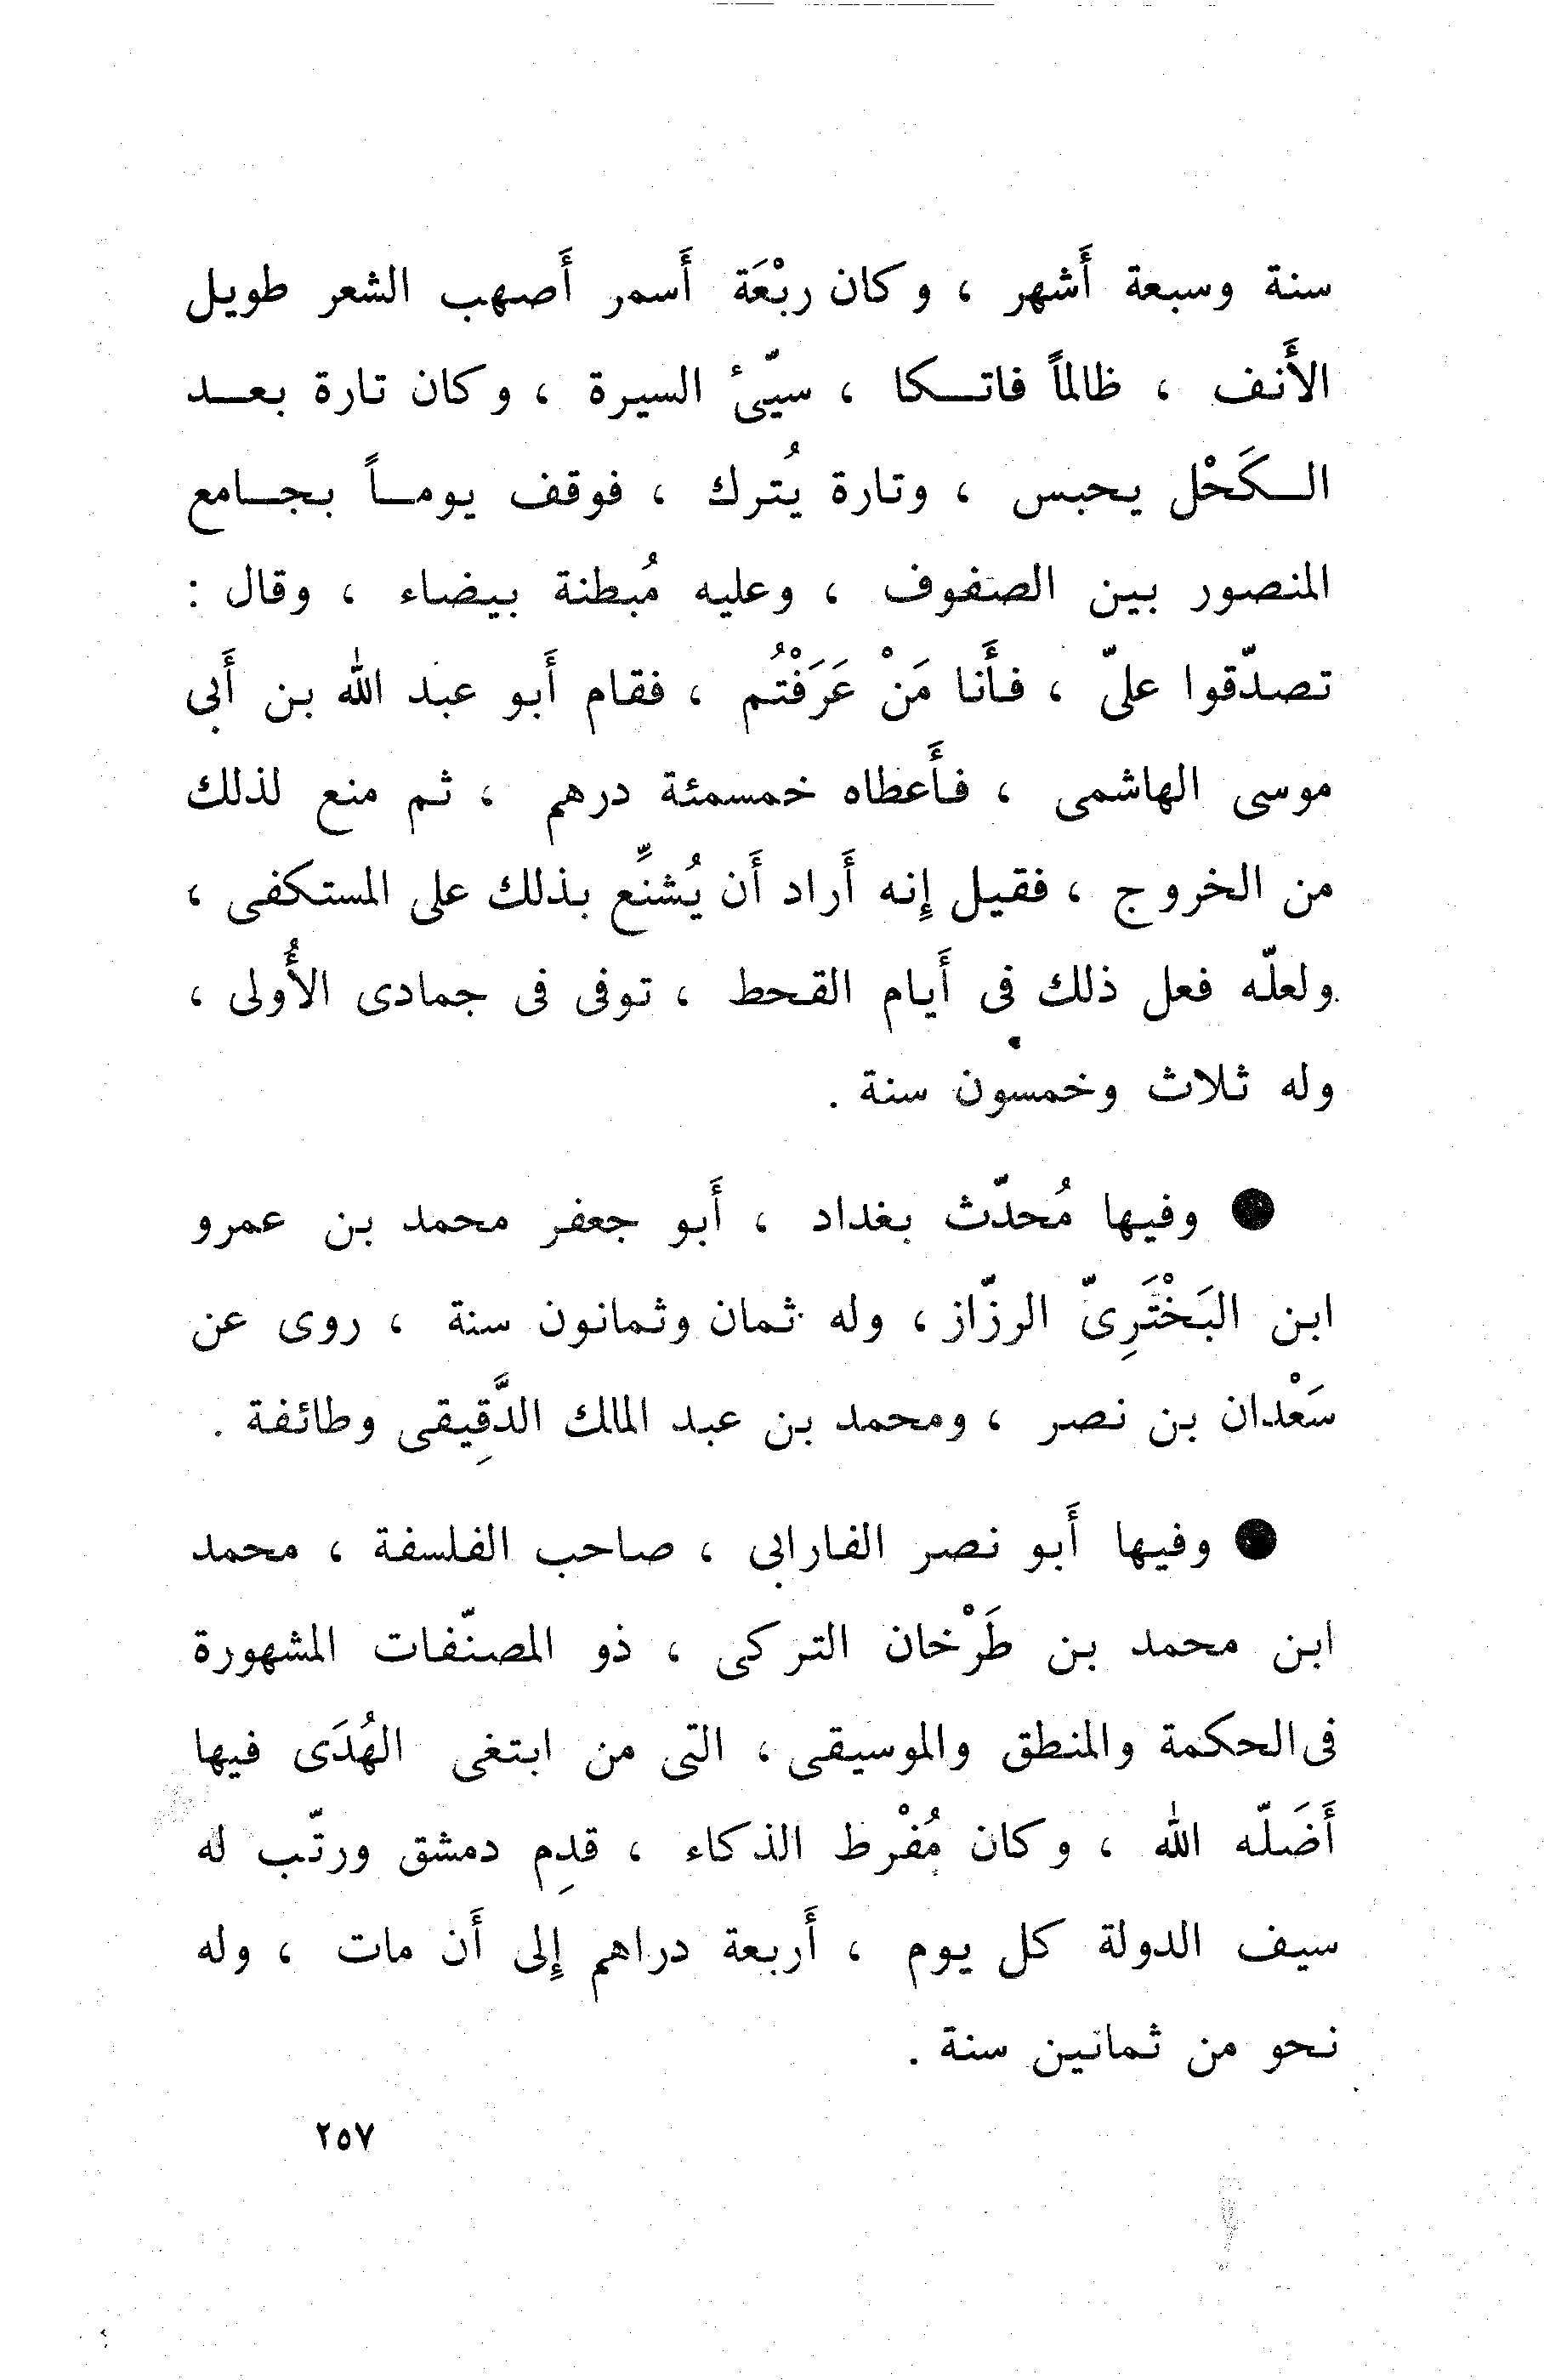 سنة وسبعة أَشهر ، وكان ربْعَة أَسمر أَصهب الشعر طويل
الأَنف ، ظالماً فاتكا ، سيّئ السيرة ، وكان تارة بعد
الكَحْل يحبس ، وتارة يُترك ، فوقف يوماً بجامع
المنصور بين الصفوف ، وعليه مُبطنة بيضاء ، وقال :
تصدّقوا علىّ ، فأَنا مَنْ عَرَفْتُم ، فقام أَبو عبد الله بن أَبى
موسى الهاشمى ، فأَعطاه خمسمئة درهم ، ثم منع لذلك
من الخروج ، فقيل إِنه أَراد أَن يُشنِّع بذلك على المستكفى ،
ولعلّه فعل ذلك فى أَيام القحط ، توفى فى جمادى الأُولى ،
وله ثلاث وخمسون سنة .
● وفيها مُحدّث بغداد ، أَبو جعفر محمد بن عمرو
ابن البَخْتَرِىّ الرزّاز ، وله ثمان وثمانون سنة ، روى عن
سَعْدان بن نصر ، ومحمد بن عبد المالك الدَّقِيقى وطائفة .
● وفيها أَبو نصر الفارابى ، صاحب الفلسفة ، محمد
ابن محمد بن طَرْخان التركى ، ذو المصنّفات المشهورة
فى الحكمة والمنطق والموسيقى ، التى من ابتغى الهُدَى فيها
أَضَلّه الله ، وكان مُفْرِط الذكاء ، قدِم دمشق ورتّب له
سيف الدولة كل يوم ، أَربعة دراهم إِلى أَن مات ، وله
نحو من ثمانين سنة .
٢٥٧